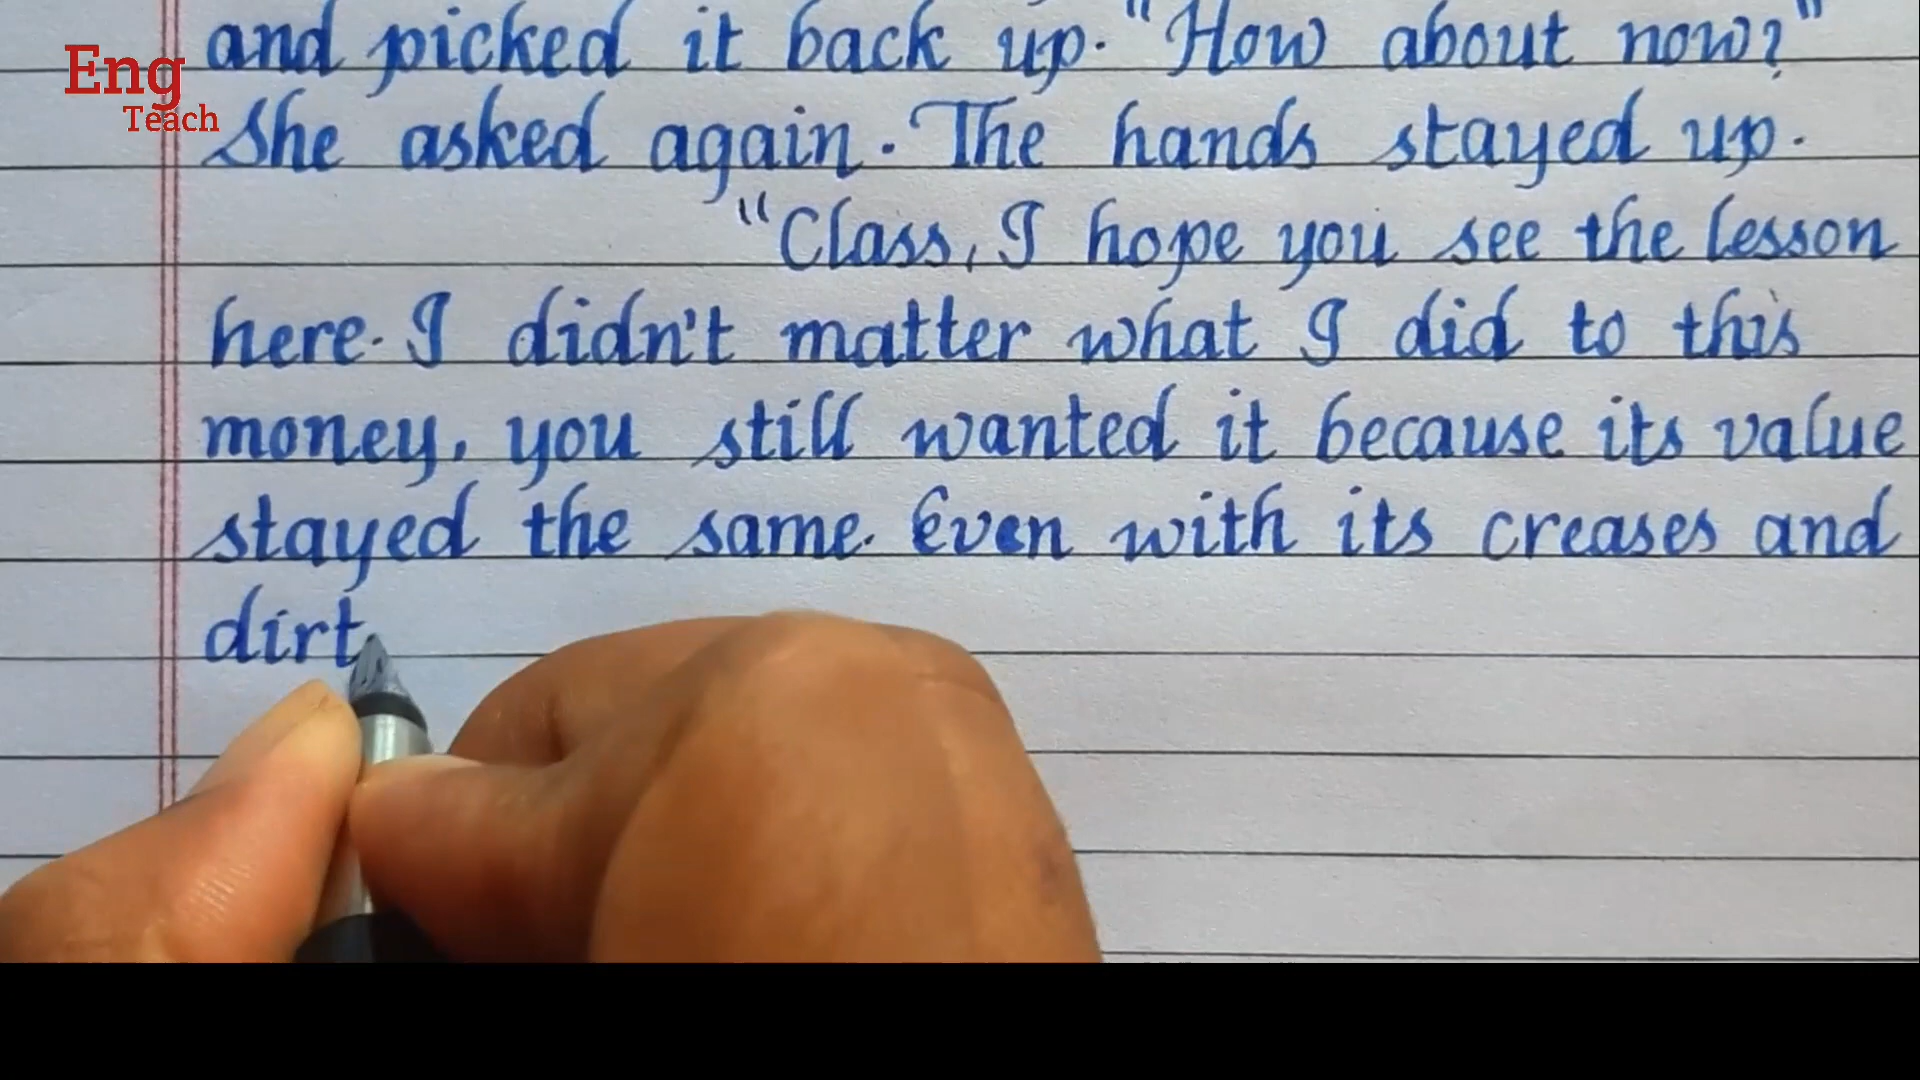 Eng
Teach
and picked it back up. "How about now?"
She asked again. The hands stayed up.
"Class, I hope you see the lesson
here. I didn't matter what I did to this
money, you still wanted it because its value
stayed the same. Even with its creases and
dirt